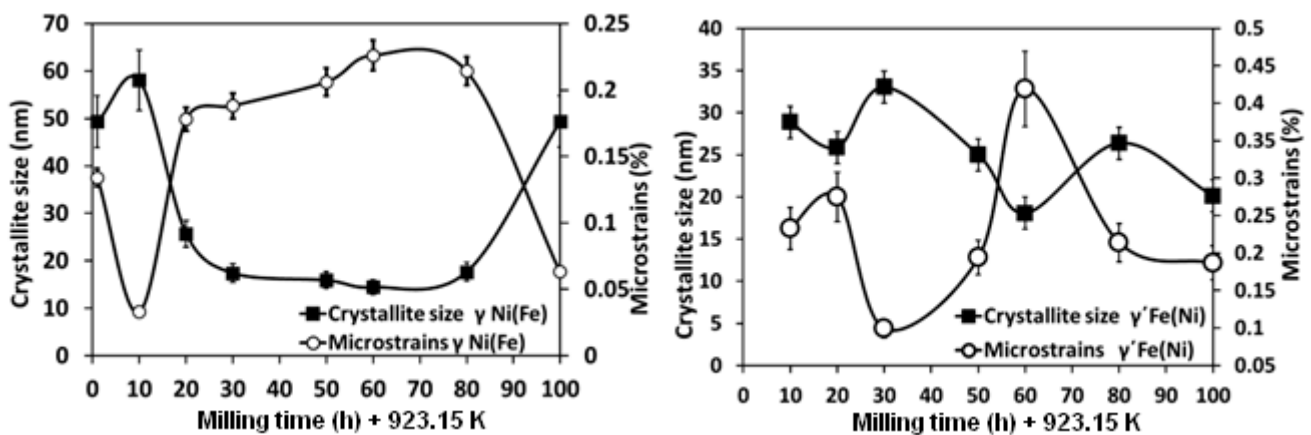 70
60
50
40
30
20
10
0
Crystallite size (nm)
0.25
0.2
0.15
0.1
0.05
0
Microstrains (%)
Crystallite size γ Ni(Fe)
Microstrains γ Ni(Fe)
0 10 20 30 40 50 60 70 80 90 100
Milling time (h) + 923.15 K
40
35
30
25
20
15
10
5
0
Crystallite size (nm)
0.5
0.45
0.4
0.35
0.3
0.25
0.2
0.15
0.1
0.05
Microstrains (%)
Crystallite size γ´Fe(Ni)
Microstrains γ´Fe(Ni)
0 10 20 30 40 50 60 70 80 90 100
Milling time (h) + 923.15 K